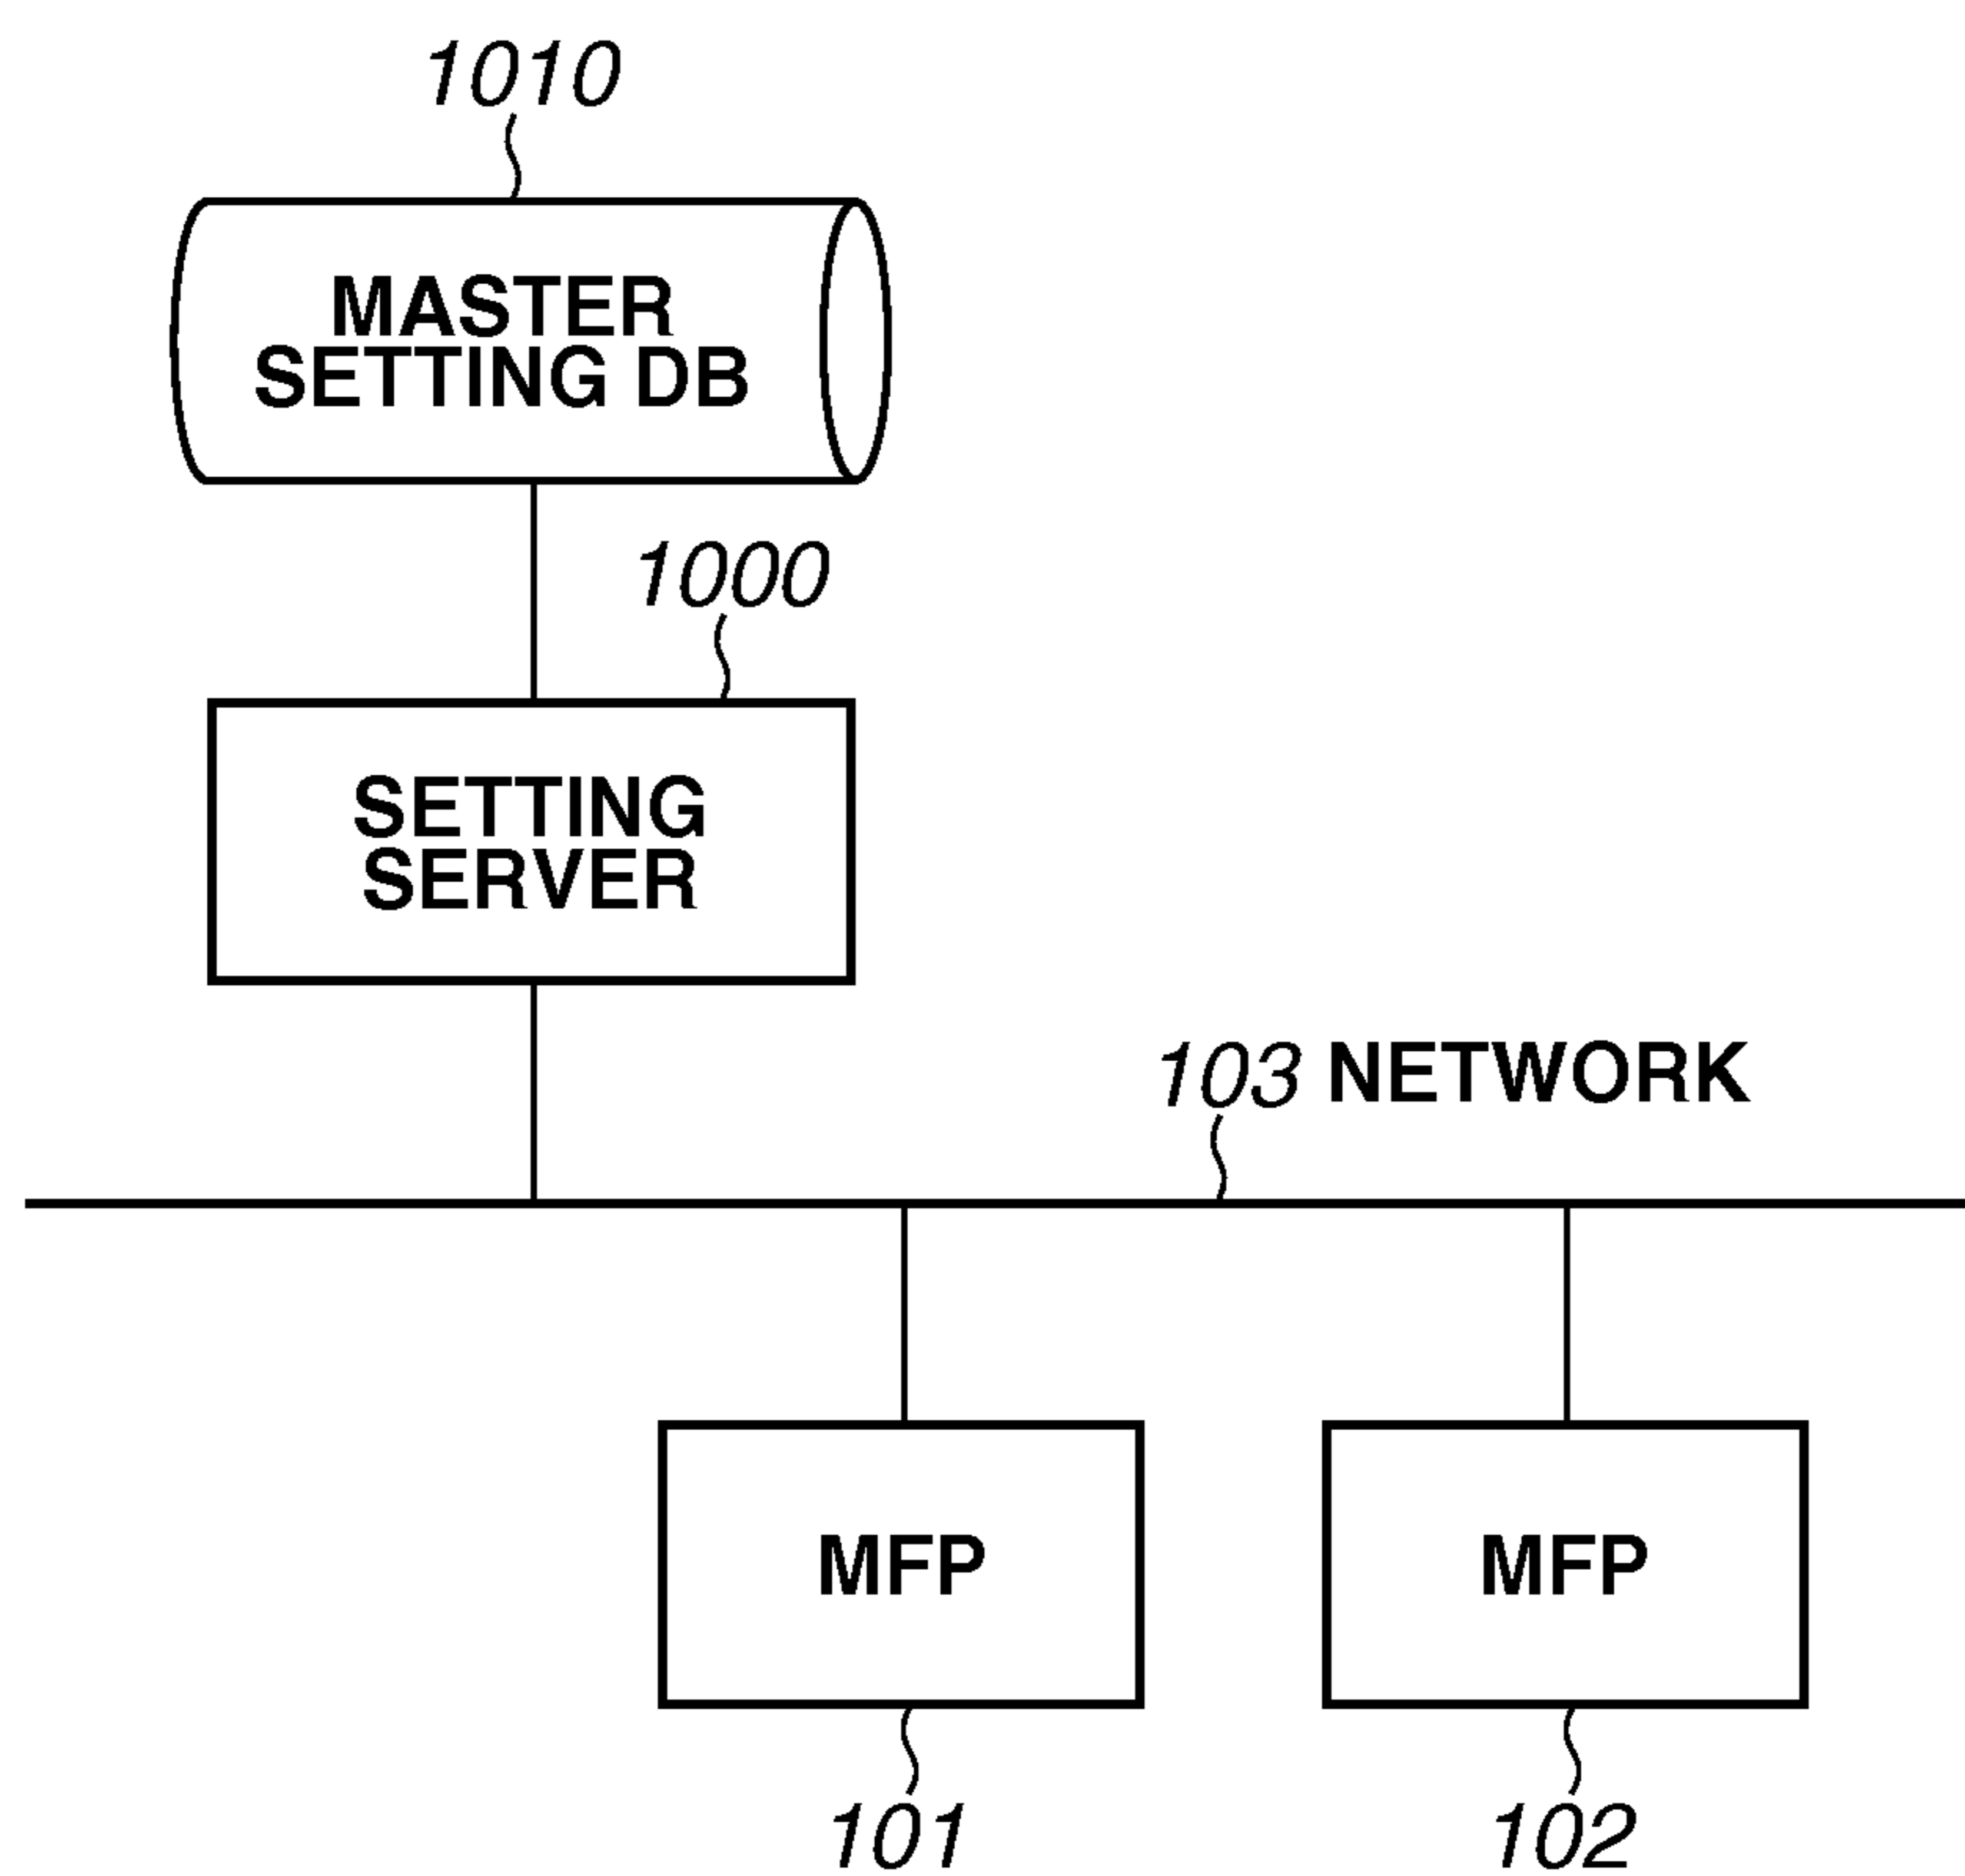 1010
MASTER
SETTING DB
1000
SETTING
SERVER
103 NETWORK
MFP
MFP
101
102